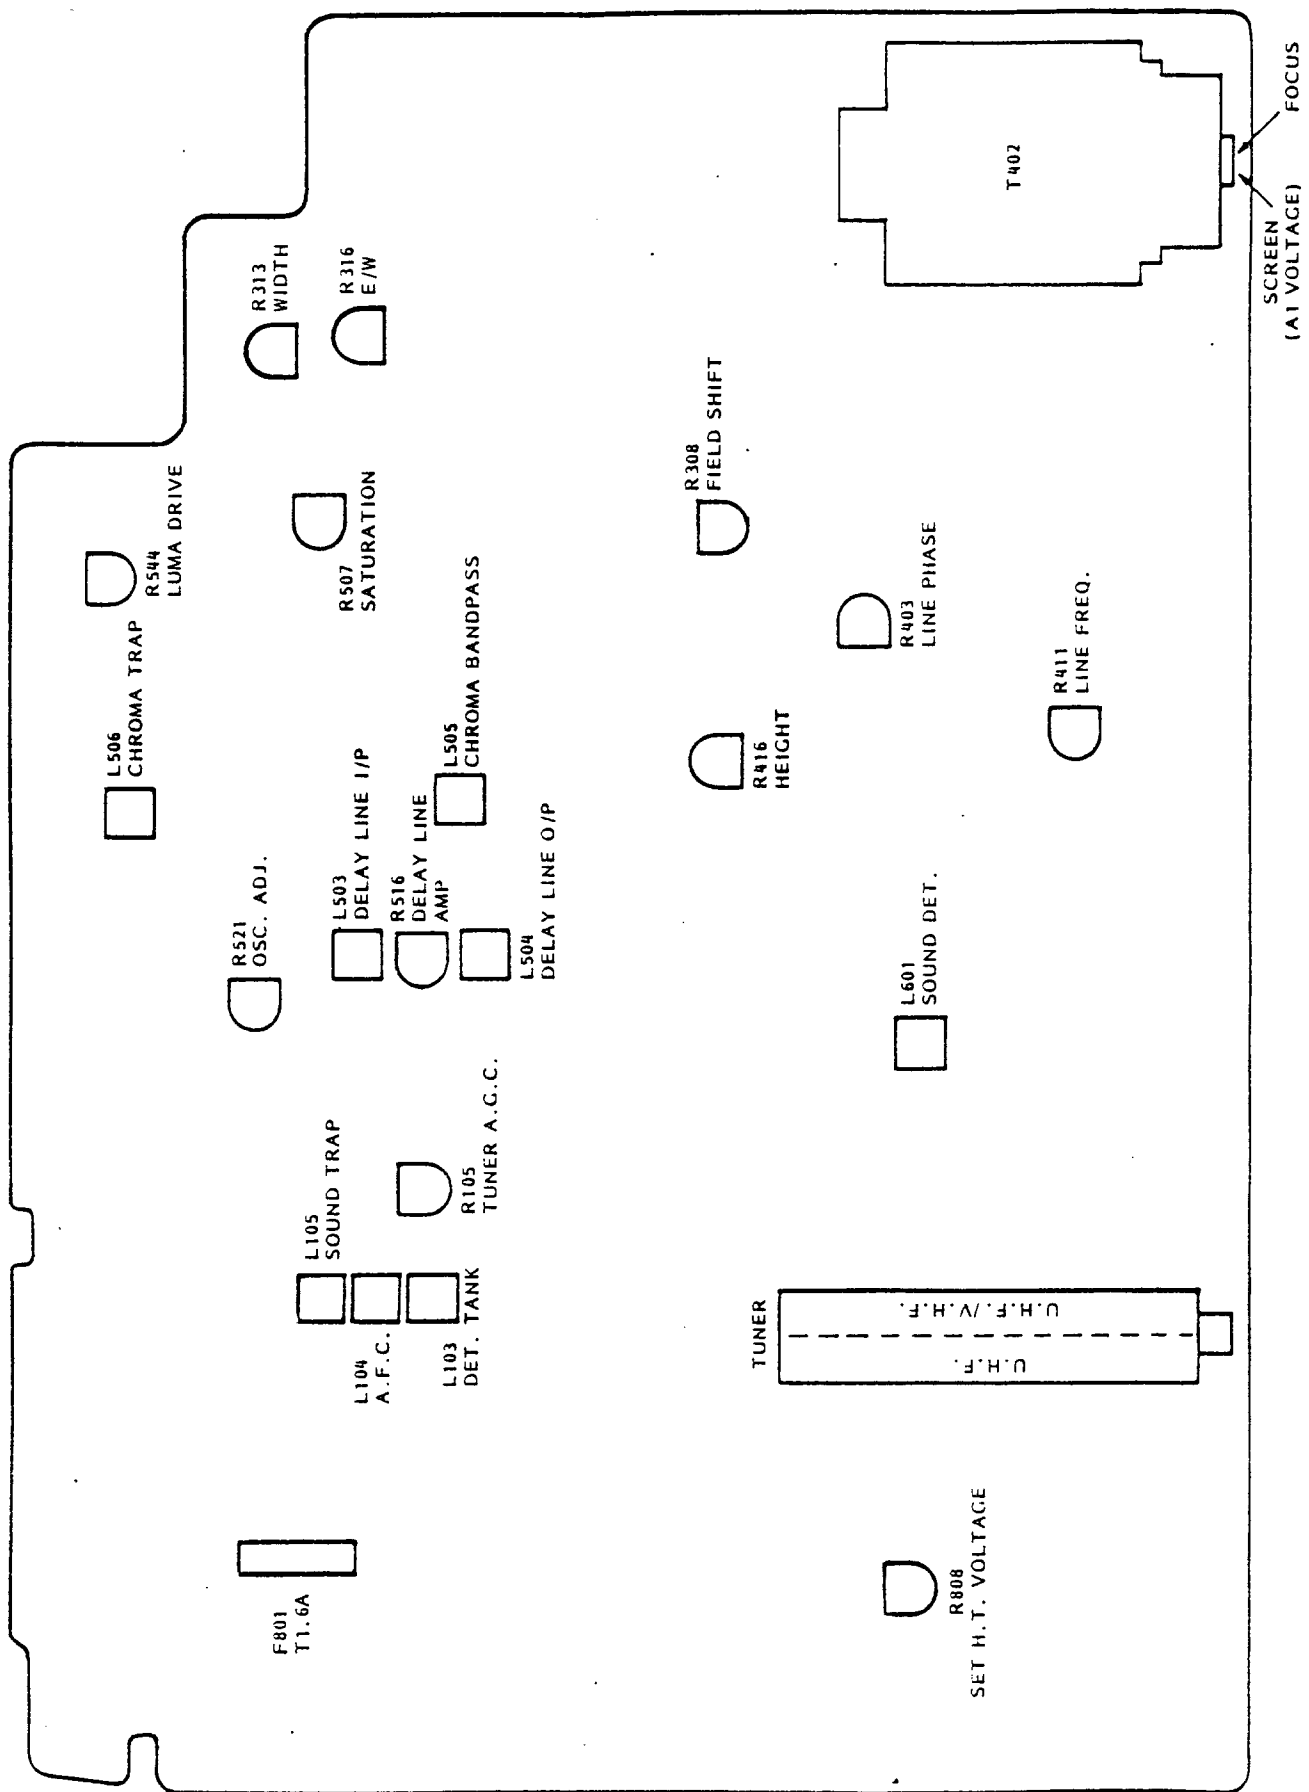 R544
LUMA DRIVE
L506
CHROMA TRAP
R313
WIDTH
R316
E/W
R507
SATURATION
R521
OSC. ADJ.
L503
DELAY LINE I/P
R516
DELAY LINE
AMP
L505
CHROMA BANDPASS
L504
DELAY LINE O/P
L105
SOUND TRAP
L104
A.F.C.
L103
DET. TANK
R105
TUNER A.G.C.
F801
T1.6A
R308
FIELD SHIFT
R416
HEIGHT
R403
LINE PHASE
R411
LINE FREQ.
L601
SOUND DET.
TUNER
U.H.F./V.H.F.
U.H.F.
R808
SET H.T. VOLTAGE
T402
SCREEN
(A1 VOLTAGE)
FOCUS